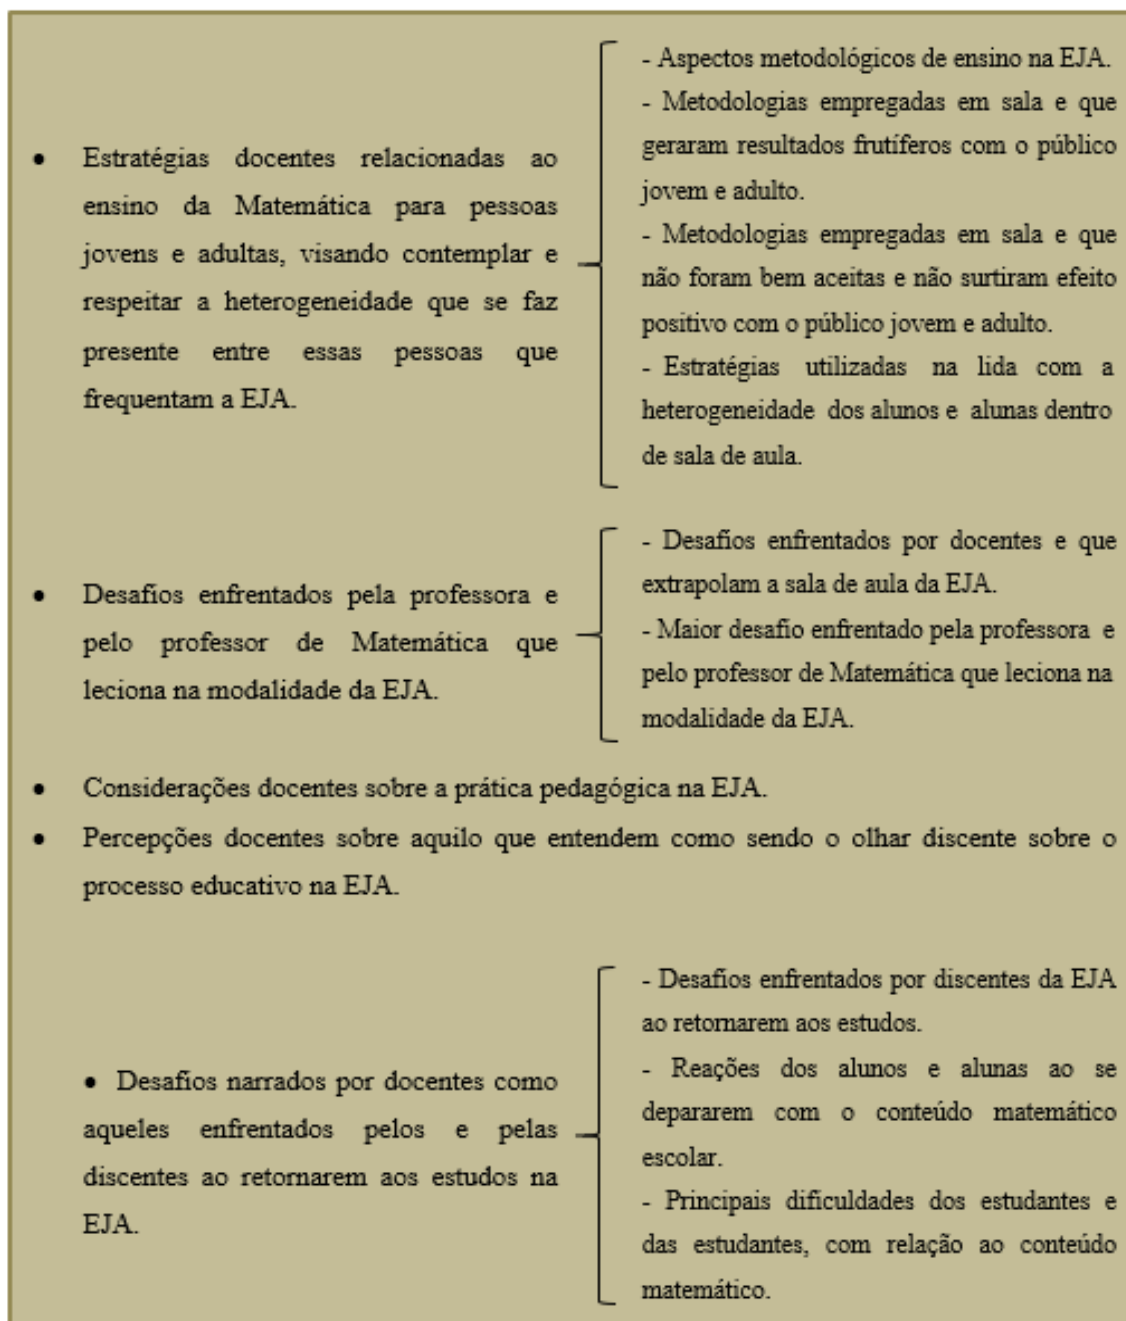 • Estratégias docentes relacionadas ao
ensino da Matemática para pessoas
jovens e adultas, visando contemplar e
respeitar a heterogeneidade que se faz
presente entre essas pessoas que
frequentam a EJA.
- Aspectos metodológicos de ensino na EJA.
- Metodologias empregadas em sala e que
geraram resultados frutíferos com o público
jovem e adulto.
- Metodologias empregadas em sala e que
não foram bem aceitas e não surtiram efeito
positivo com o público jovem e adulto.
- Estratégias utilizadas na lida com a
heterogeneidade dos alunos e alunas dentro
de sala de aula.
• Desafios enfrentados pela professora e
pelo professor de Matemática que
leciona na modalidade da EJA.
- Desafios enfrentados por docentes e que
extrapolam a sala de aula da EJA.
- Maior desafio enfrentado pela professora e
pelo professor de Matemática que leciona na
modalidade da EJA.
• Considerações docentes sobre a prática pedagógica na EJA.
• Percepções docentes sobre aquilo que entendem como sendo o olhar discente sobre o
processo educativo na EJA.
• Desafios narrados por docentes como
aqueles enfrentados pelos e pelas
discentes ao retornarem aos estudos na
EJA.
- Desafios enfrentados por discentes da EJA
ao retornarem aos estudos.
- Reações dos alunos e alunas ao se
depararem com o conteúdo matemático
escolar.
- Principais dificuldades dos estudantes e
das estudantes, com relação ao conteúdo
matemático.